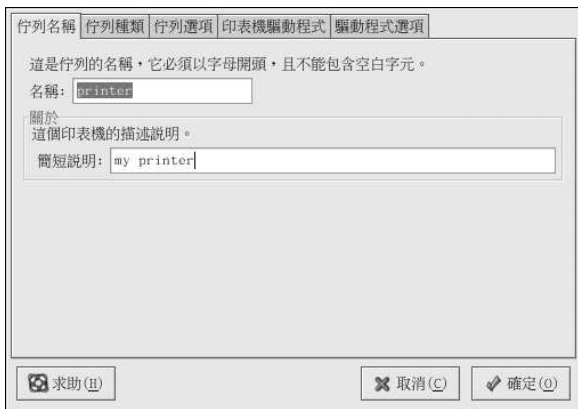 佇列名稱 佇列種類 佇列選項 印表機驅動程式 驅動程式選項
這是佇列的名稱，它必須以字母開頭，且不能包含空白字元。
名稱: printer
關於
這個印表機的描述說明。
簡短說明: my printer
求助(H) 取消(C) 確定(O)